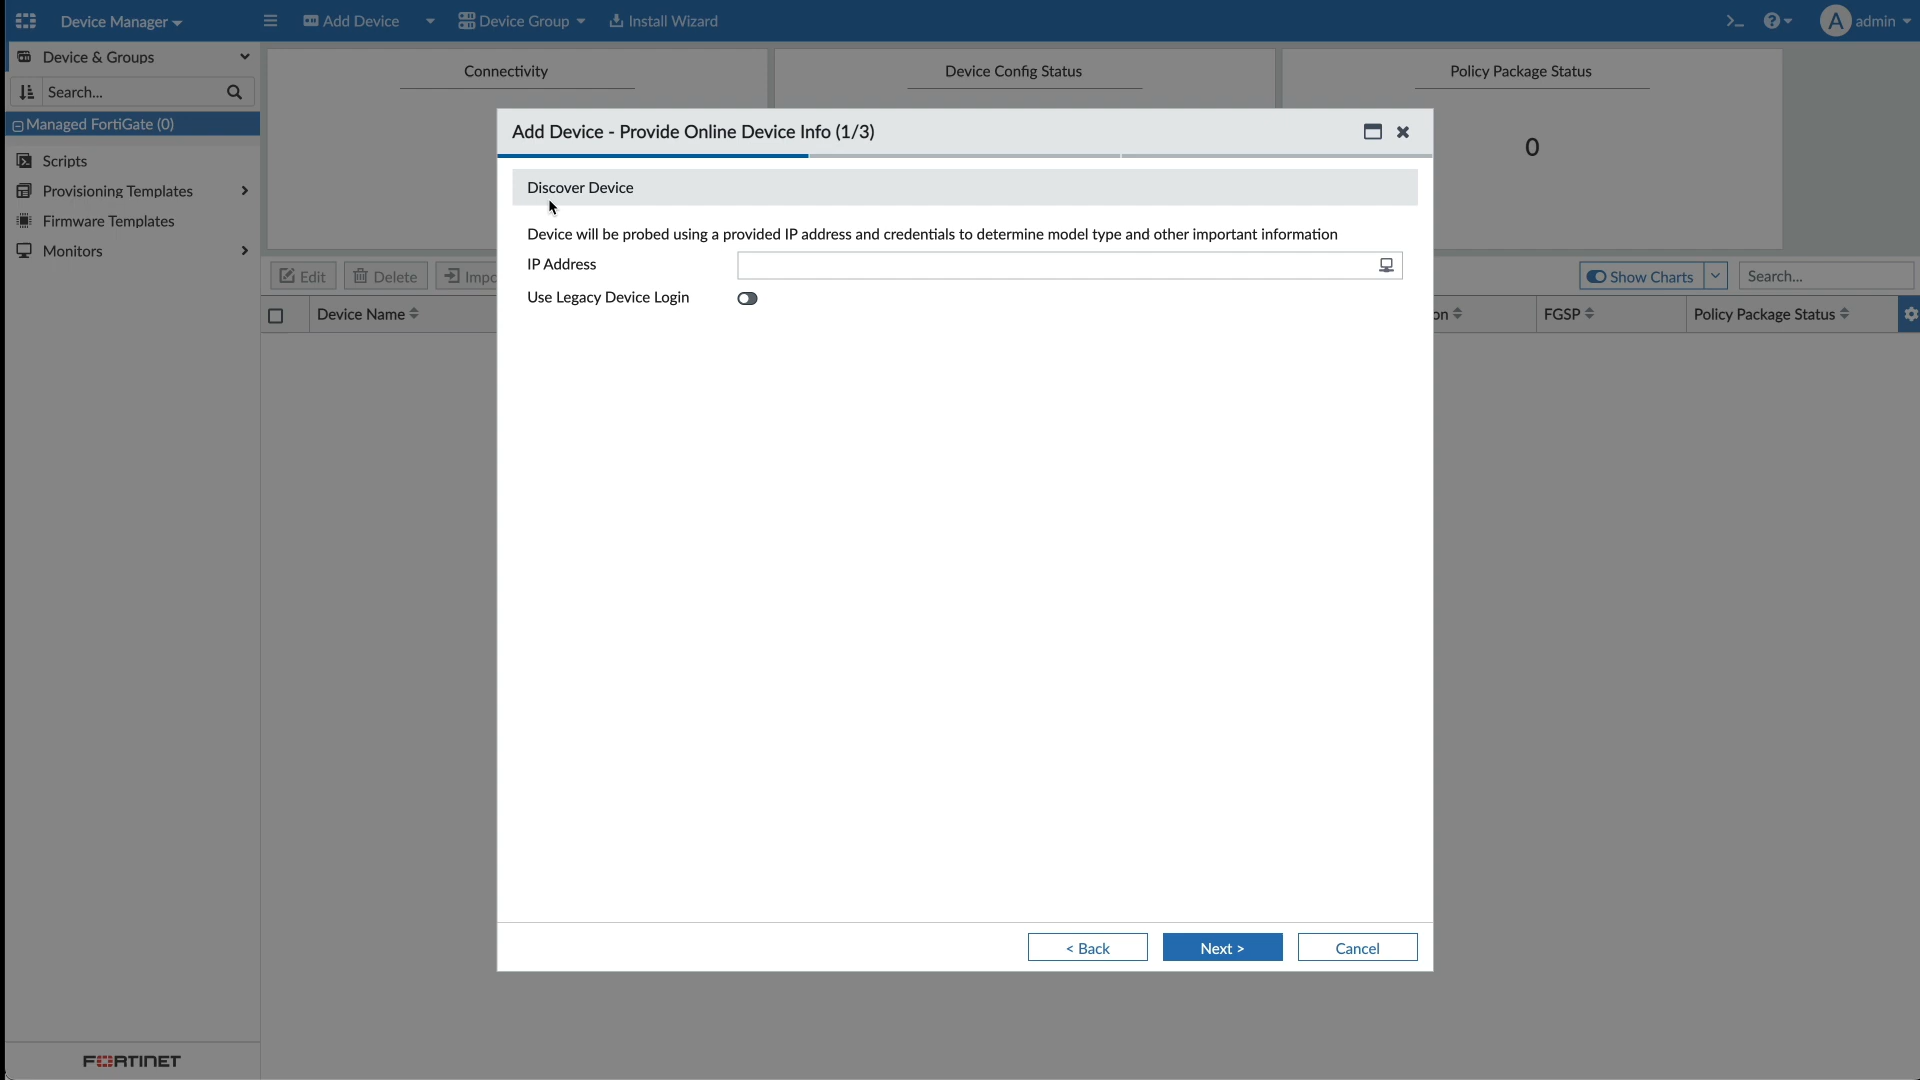 Device Manager
Add Device
Device Group
Install Wizard
>_
?
A admin
Device & Groups
Search...
Managed FortiGate (0)
Scripts
Provisioning Templates
Firmware Templates
Monitors
Connectivity
Device Config Status
Policy Package Status
0
Add Device - Provide Online Device Info (1/3)
Discover Device
Device will be probed using a provided IP address and credentials to determine model type and other important information
IP Address
Use Legacy Device Login
Edit
Delete
Impo
Show Charts
Search...
Device Name
on
FGSP
Policy Package Status
< Back
Next >
Cancel
FORTINET